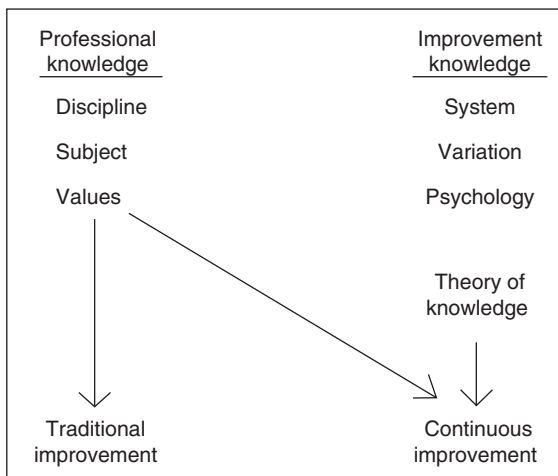 Professional
knowledge
Discipline
Subject
Values
Improvement
knowledge
System
Variation
Psychology
Theory of
knowledge
Traditional
improvement
Continuous
improvement